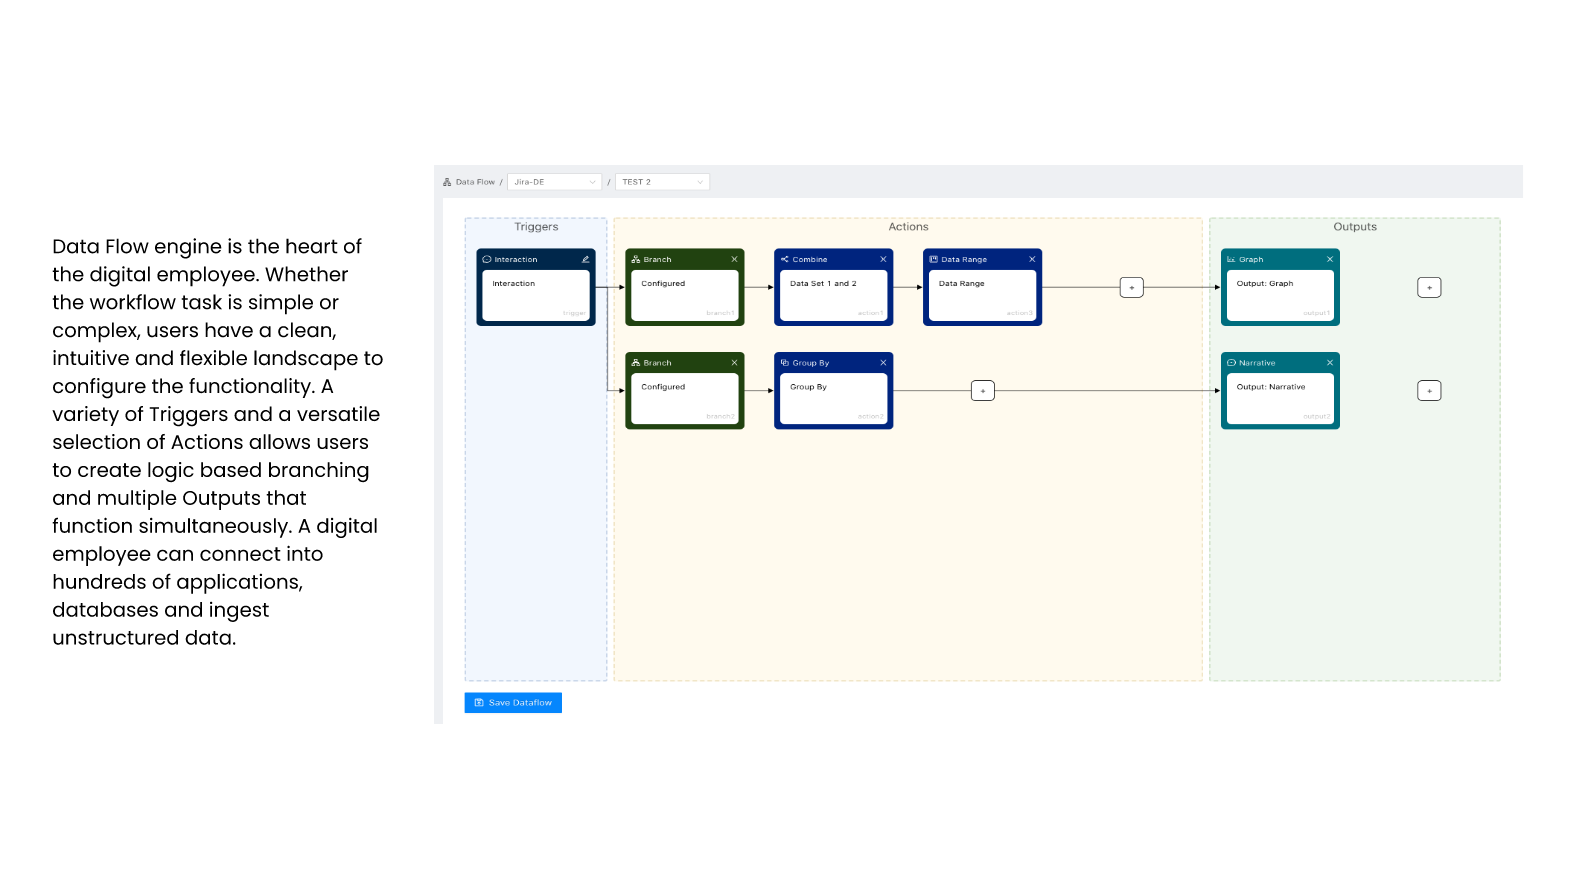 Data Flow engine is the heart of
the digital employee. Whether
the workflow task is simple or
complex, users have a clean,
intuitive and flexible landscape to
configure the functionality. A
variety of Triggers and a versatile
selection of Actions allows users
to create logic based branching
and multiple Outputs that
function simultaneously. A digital
employee can connect into
hundreds of applications,
databases and ingest
unstructured data.
Data Flow / Jira-DE / TEST 2
Triggers
Actions
Outputs
Interaction
Interaction
trigger
Branch
Configured
branch1
Combine
Data Set 1 and 2
action1
Data Range
Data Range
action3
+
Graph
Output: Graph
output1
+
Branch
Configured
branch2
Group By
Group By
action2
+
Narrative
Output: Narrative
output2
+
Save Dataflow